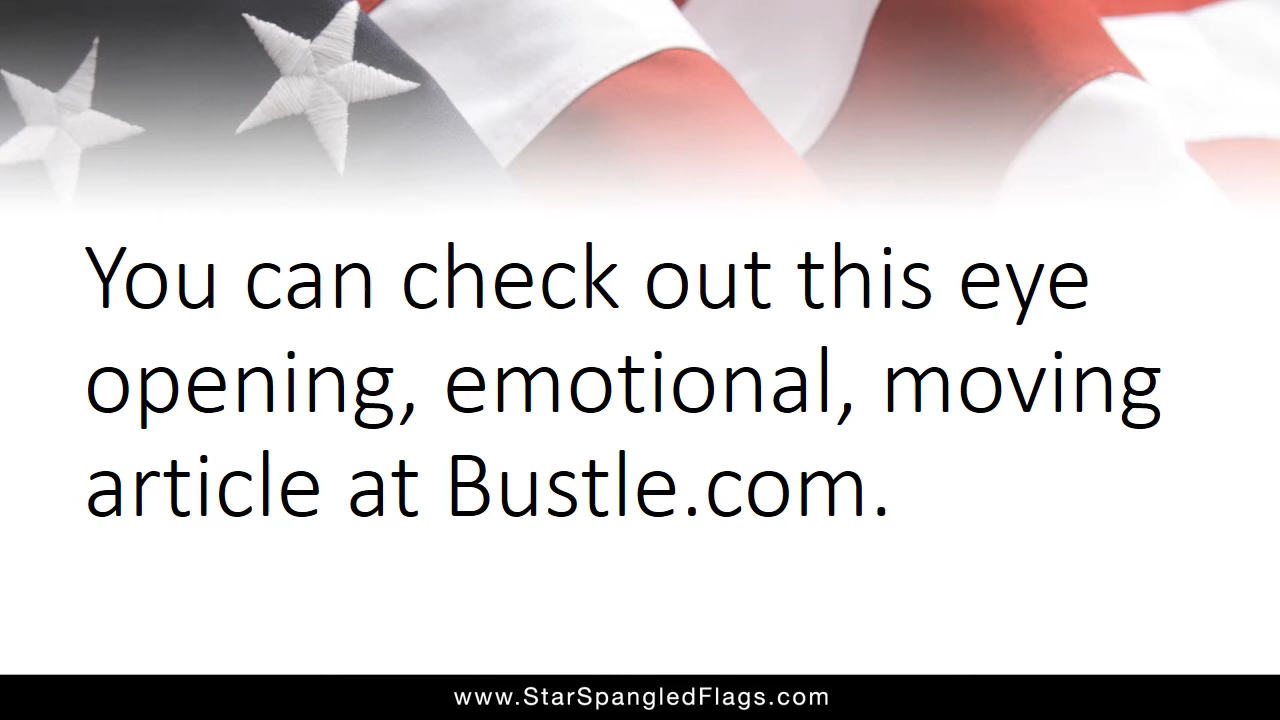 You can check out this eye
opening, emotional, moving
article at Bustle.com.
www.StarSpangledFlags.com